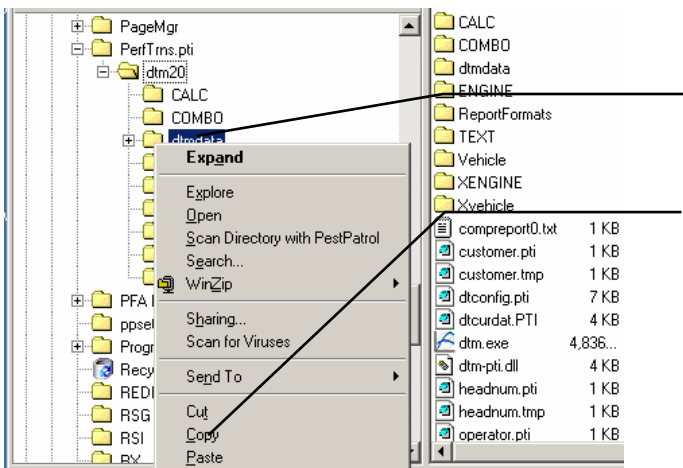 PageMgr
PerfTrns.pti
dtm20
CALC
COMBO
dtmdata
Expand
Explore
Open
Scan Directory with PestPatrol
Search...
WinZip
Sharing...
Scan for Viruses
Send To
Cut
Copy
Paste
PFA
ppsel
Progr
Recy
REDI
RSG
RSI
RX
CALC
COMBO
dtmdata
ENGINE
ReportFormats
TEXT
Vehicle
XENGINE
Xvehicle
compreport0.txt 1 KB
customer.pti 1 KB
customer.tmp 1 KB
dtconfig.pti 7 KB
dtcurdat.PTI 4 KB
dtm.exe 4,836...
dtm-pti.dll 4 KB
headnum.pti 1 KB
headnum.tmp 1 KB
operator.pti 1 KB